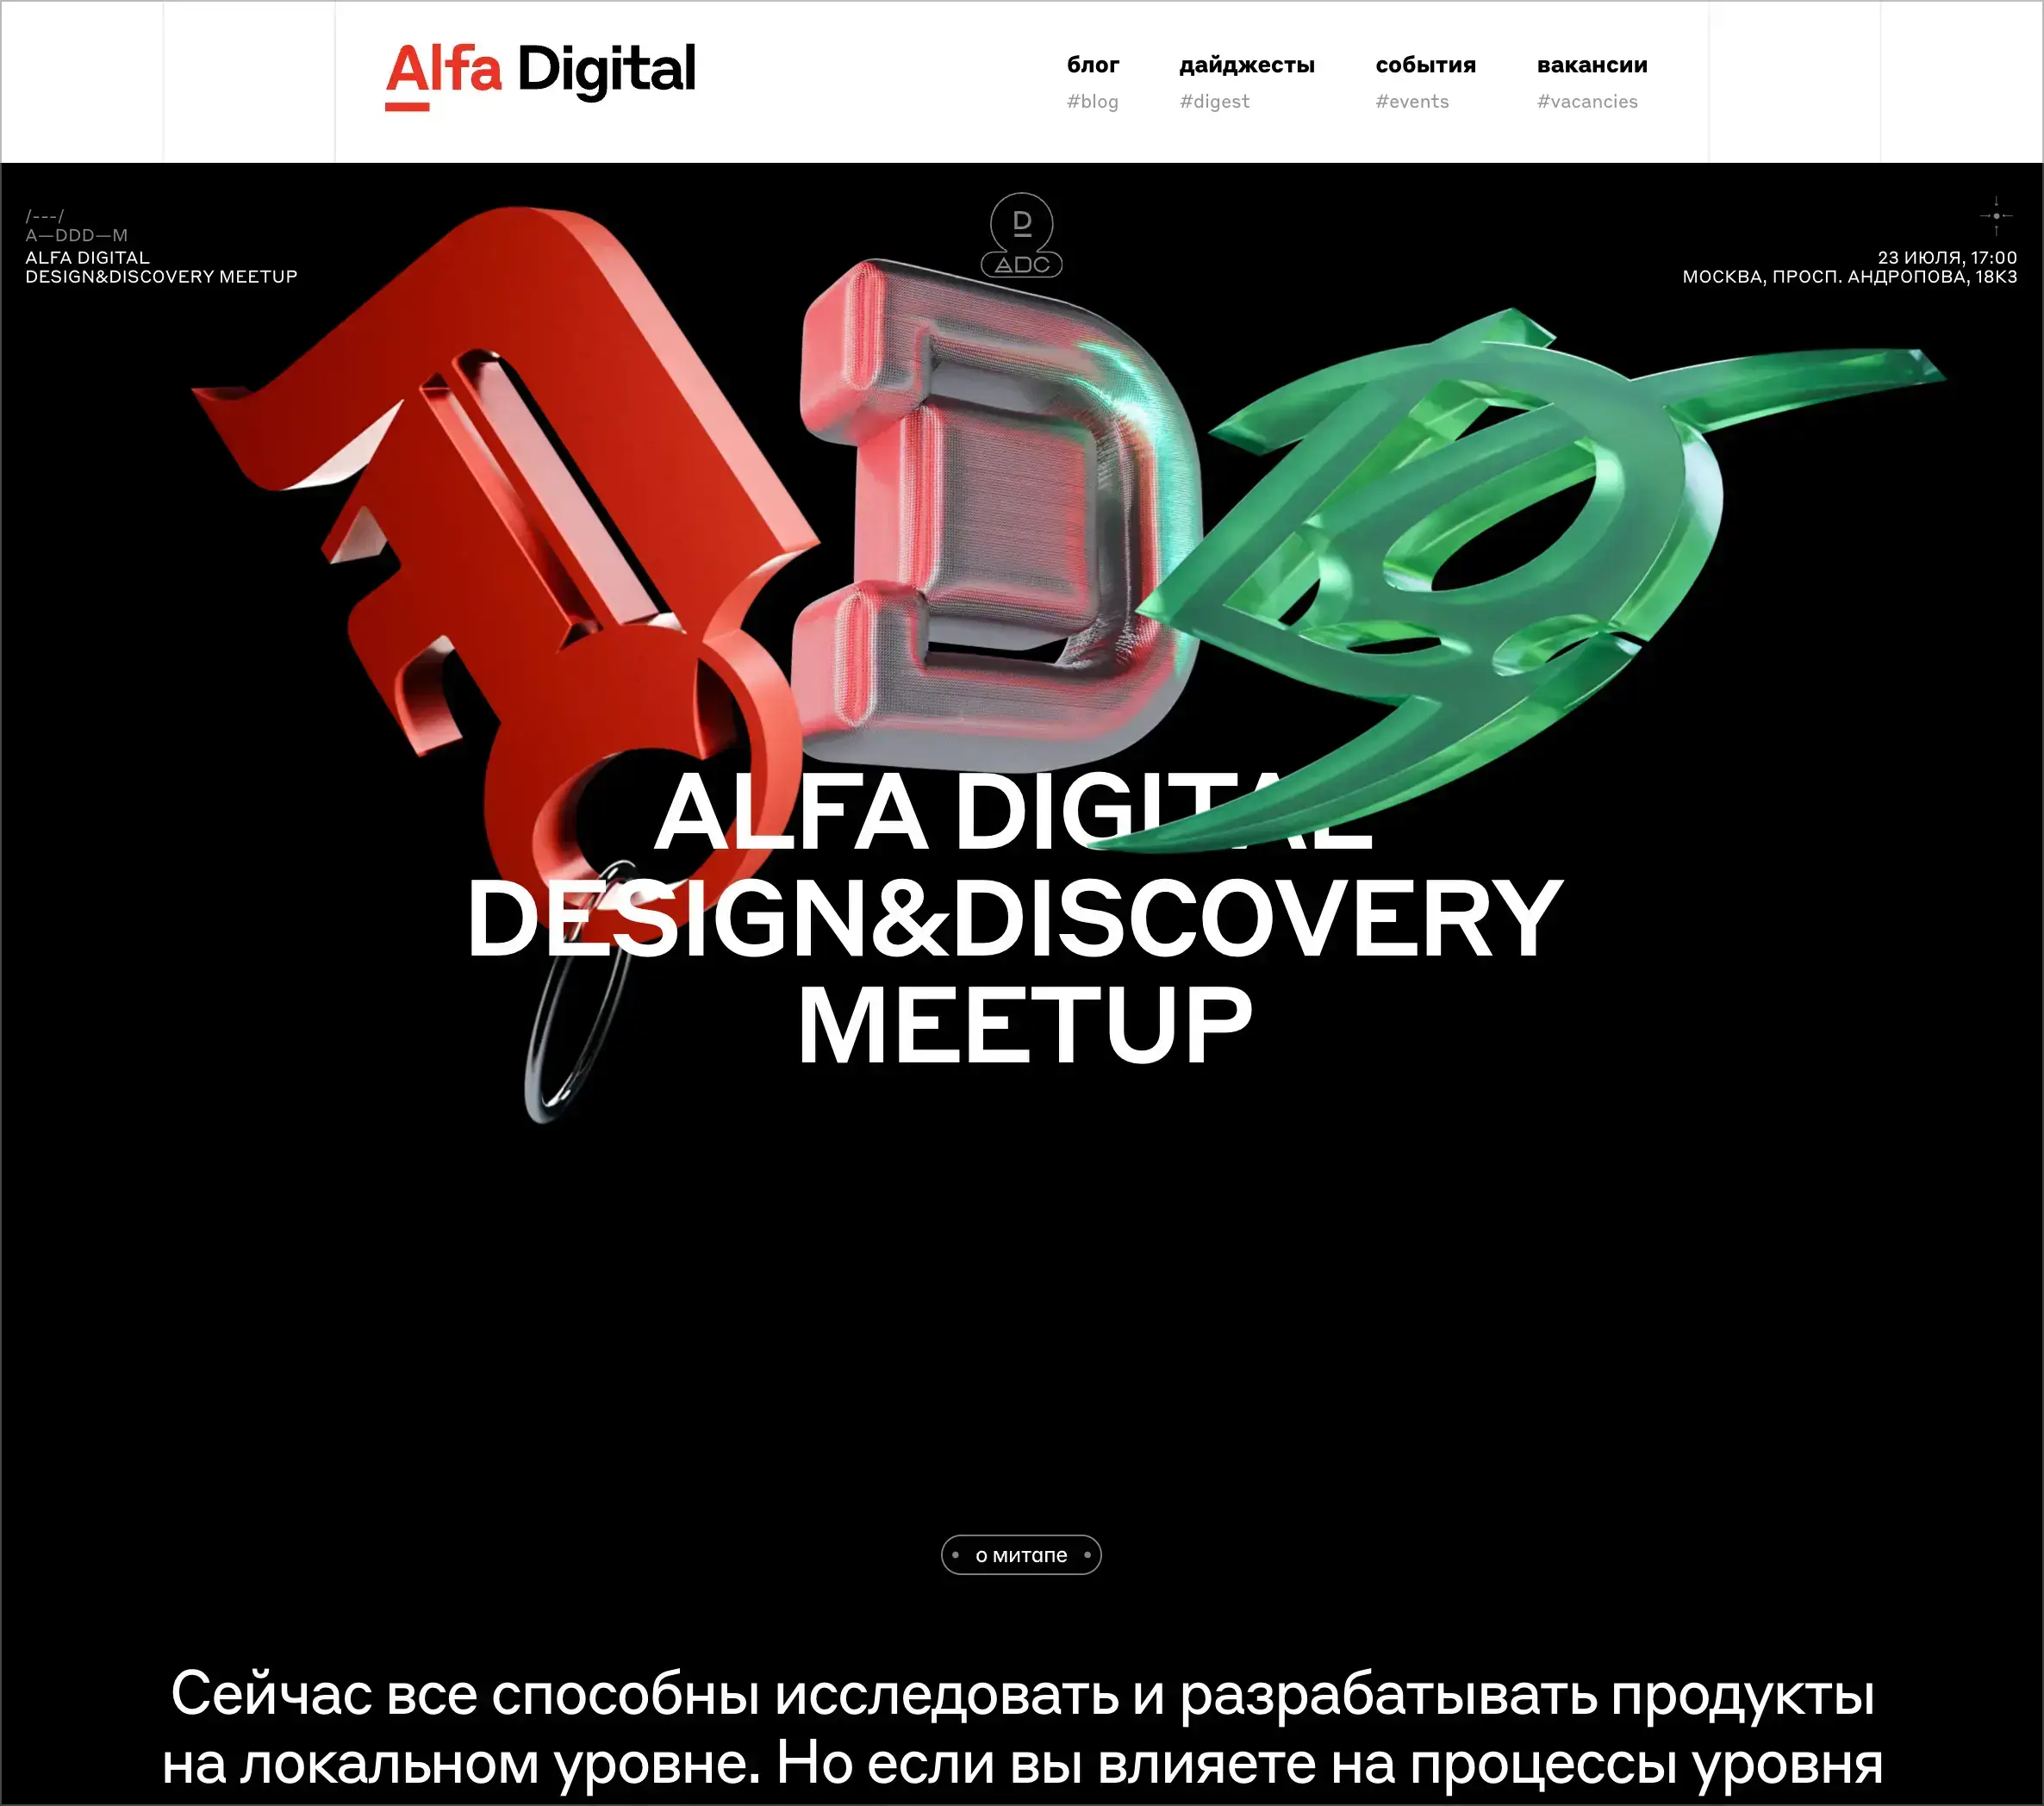 Alfa Digital
блог дайджесты события вакансии
#blog #digest #events #vacancies
/---/
A—DDD—M
ALFA DIGITAL
DESIGN&DISCOVERY MEETUP
D
ADC
23 ИЮЛЯ, 17:00
МОСКВА, ПРОСП. АНДРОПОВА, 18К3
ALFA DIGITAL
DESIGN&DISCOVERY
MEETUP
о митапе
Сейчас все способны исследовать и разрабатывать продукты
на локальном уровне. Но если вы влияете на процессы уровня